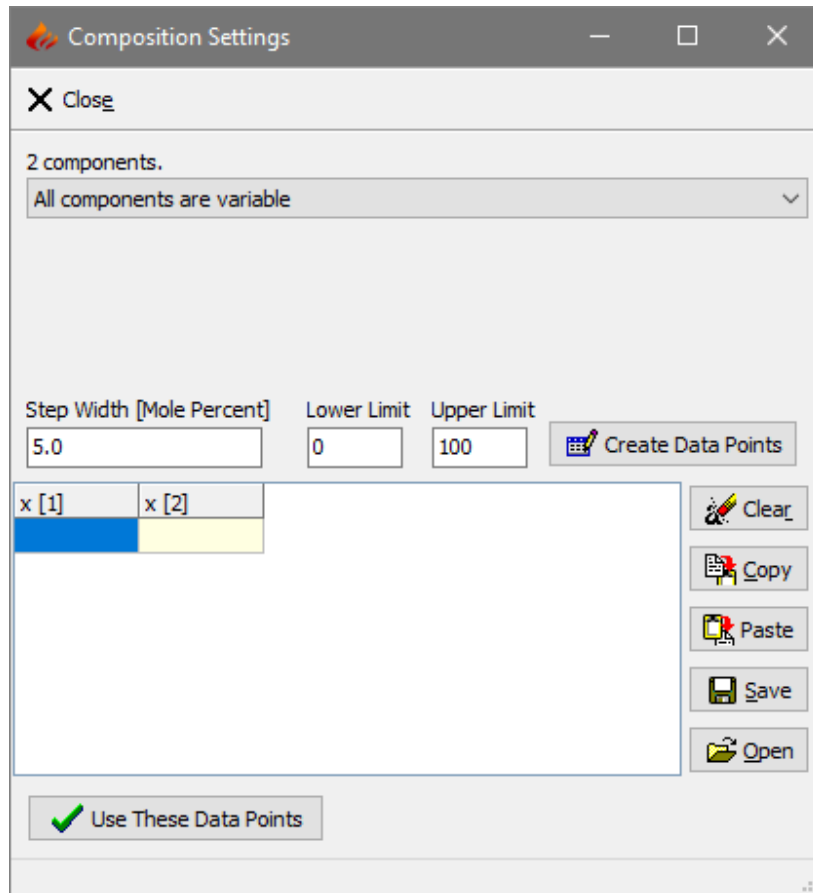 Composition Settings
Close
2 components.
All components are variable
Step Width [Mole Percent] Lower Limit Upper Limit
5.0 0 100 Create Data Points
x [1] x [2]
Clear
Copy
Paste
Save
Open
Use These Data Points